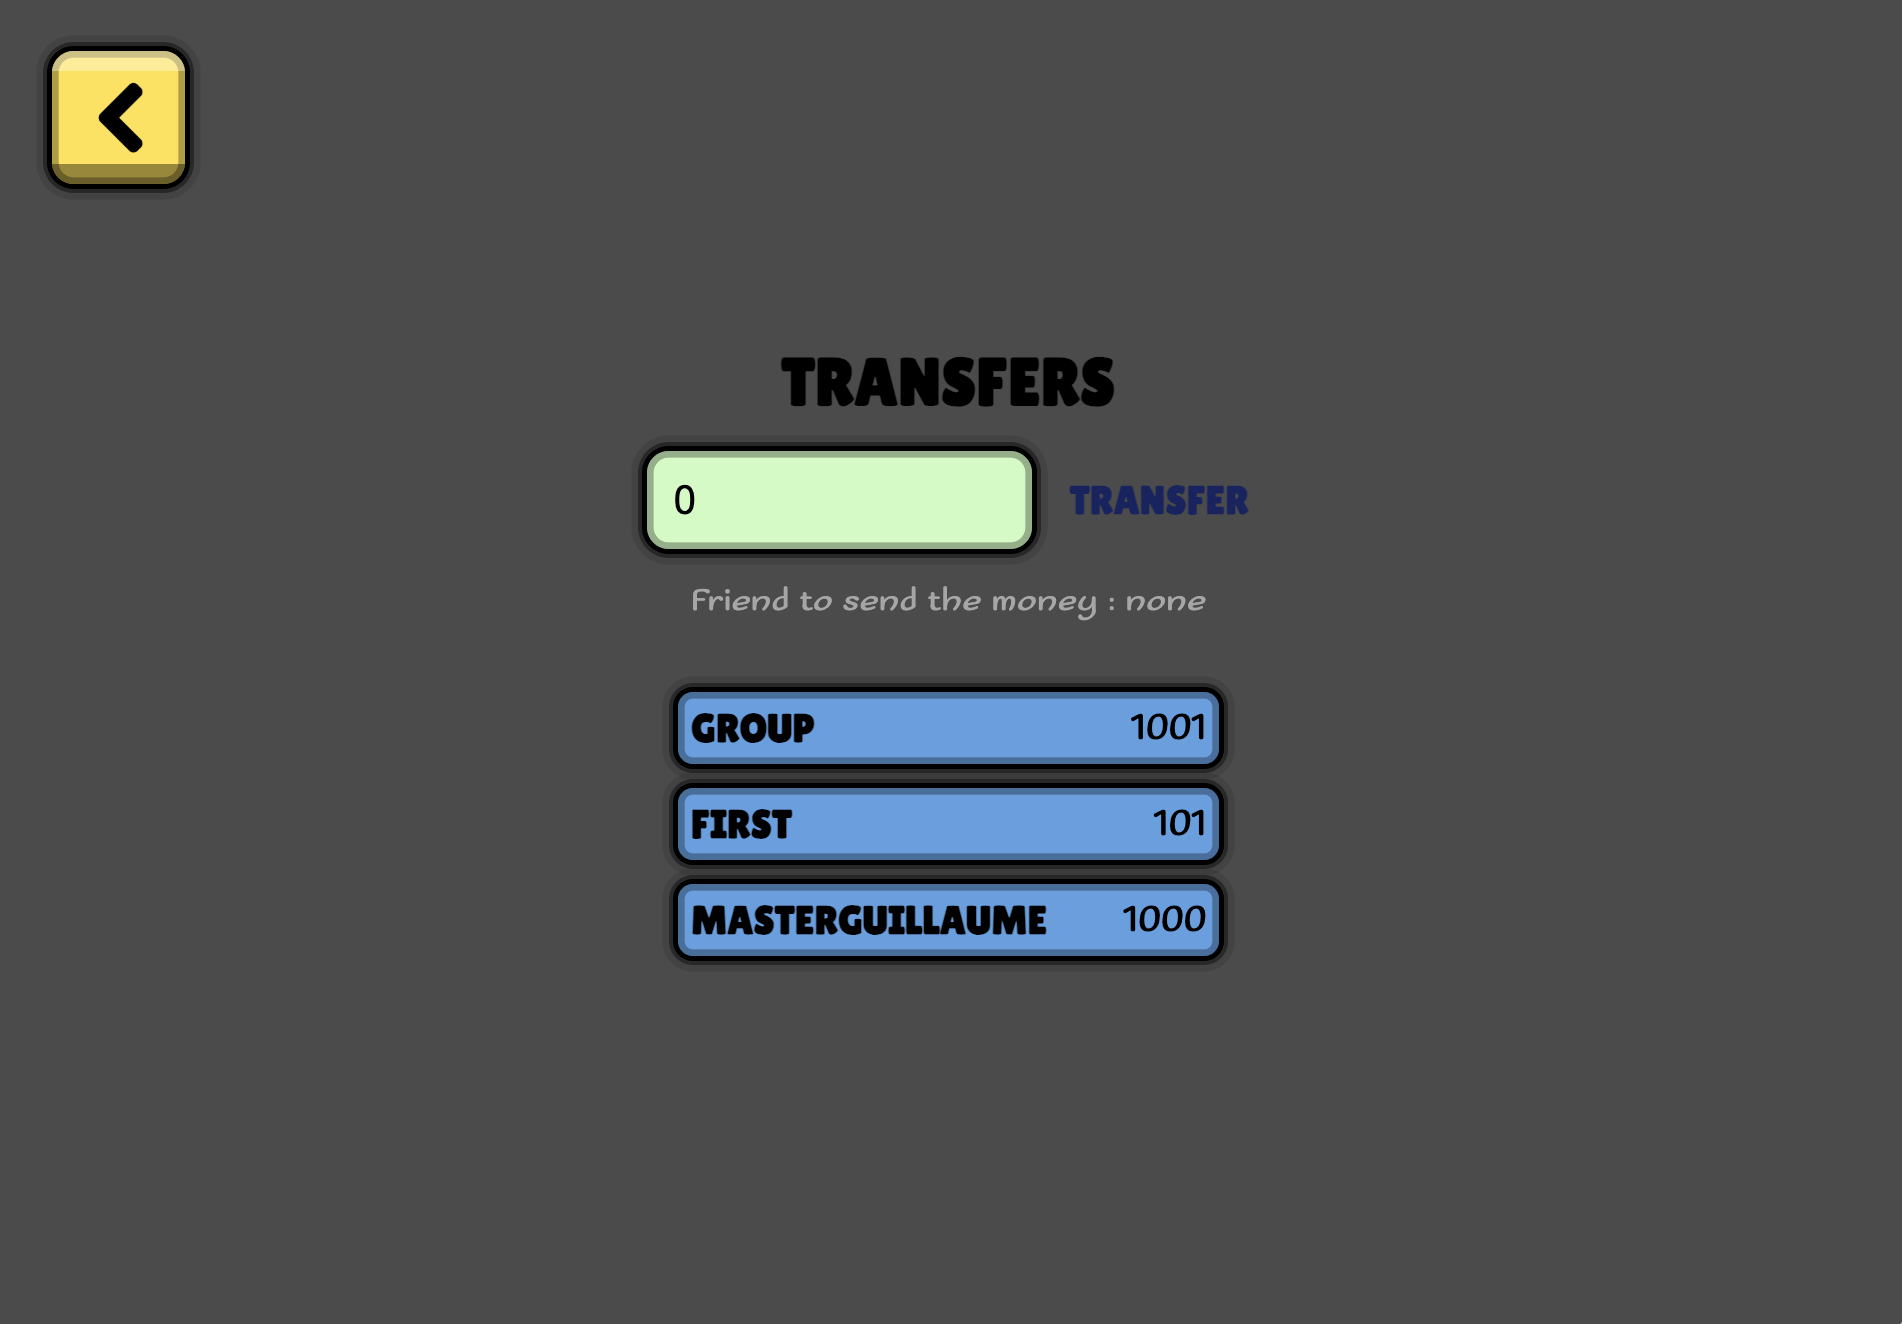 TRANSFERS
0 TRANSFER
Friend to send the money : none
GROUP 1001
FIRST 101
MASTERGUILLAUME 1000